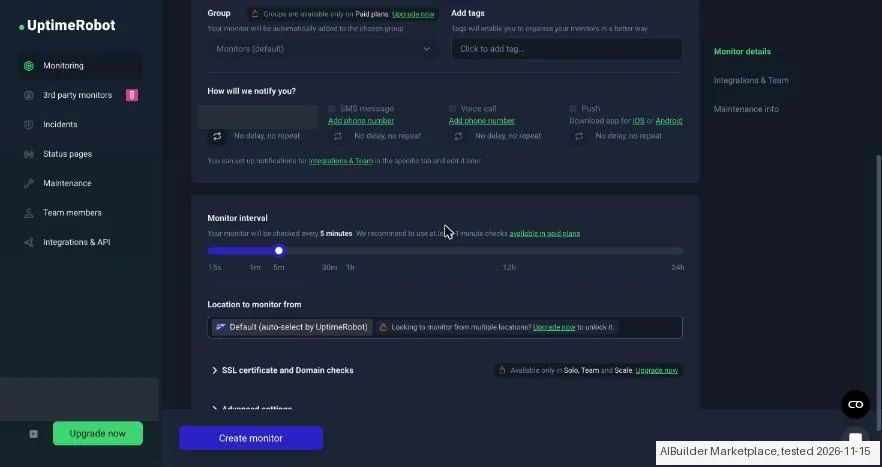 UptimeRobot
Monitoring
3rd party monitors
Incidents
Status pages
Maintenance
Team members
Integrations & API
Upgrade now
Group
Groups are available only on Paid plans. Upgrade now
Your monitor will be automatically added to the chosen group
Monitors (default)
Add tags
Tags will enable you to organise your monitors in a better way
Click to add tag...
How will we notify you?
SMS message
Voice call
Push
Add phone number
Add phone number
Download app for iOS or Android
No delay, no repeat
No delay, no repeat
No delay, no repeat
No delay, no repeat
You can set up notifications for Integrations & Team in the specific tab and edit it later
Monitor interval
Your monitor will be checked every 5 minutes. We recommend to use at 1-minute checks available in paid plans
15s 1m 5m 30m 1h 12h 24h
Location to monitor from
Default (auto-select by UptimeRobot)
Looking to monitor from multiple locations? Upgrade now to unlock it.
SSL certificate and Domain checks
Available only in Solo, Team and Scale. Upgrade now
Advanced settings
Create monitor
Monitor details
Integrations & Team
Maintenance info
AIBuilder Marketplace, tested 2026-11-15